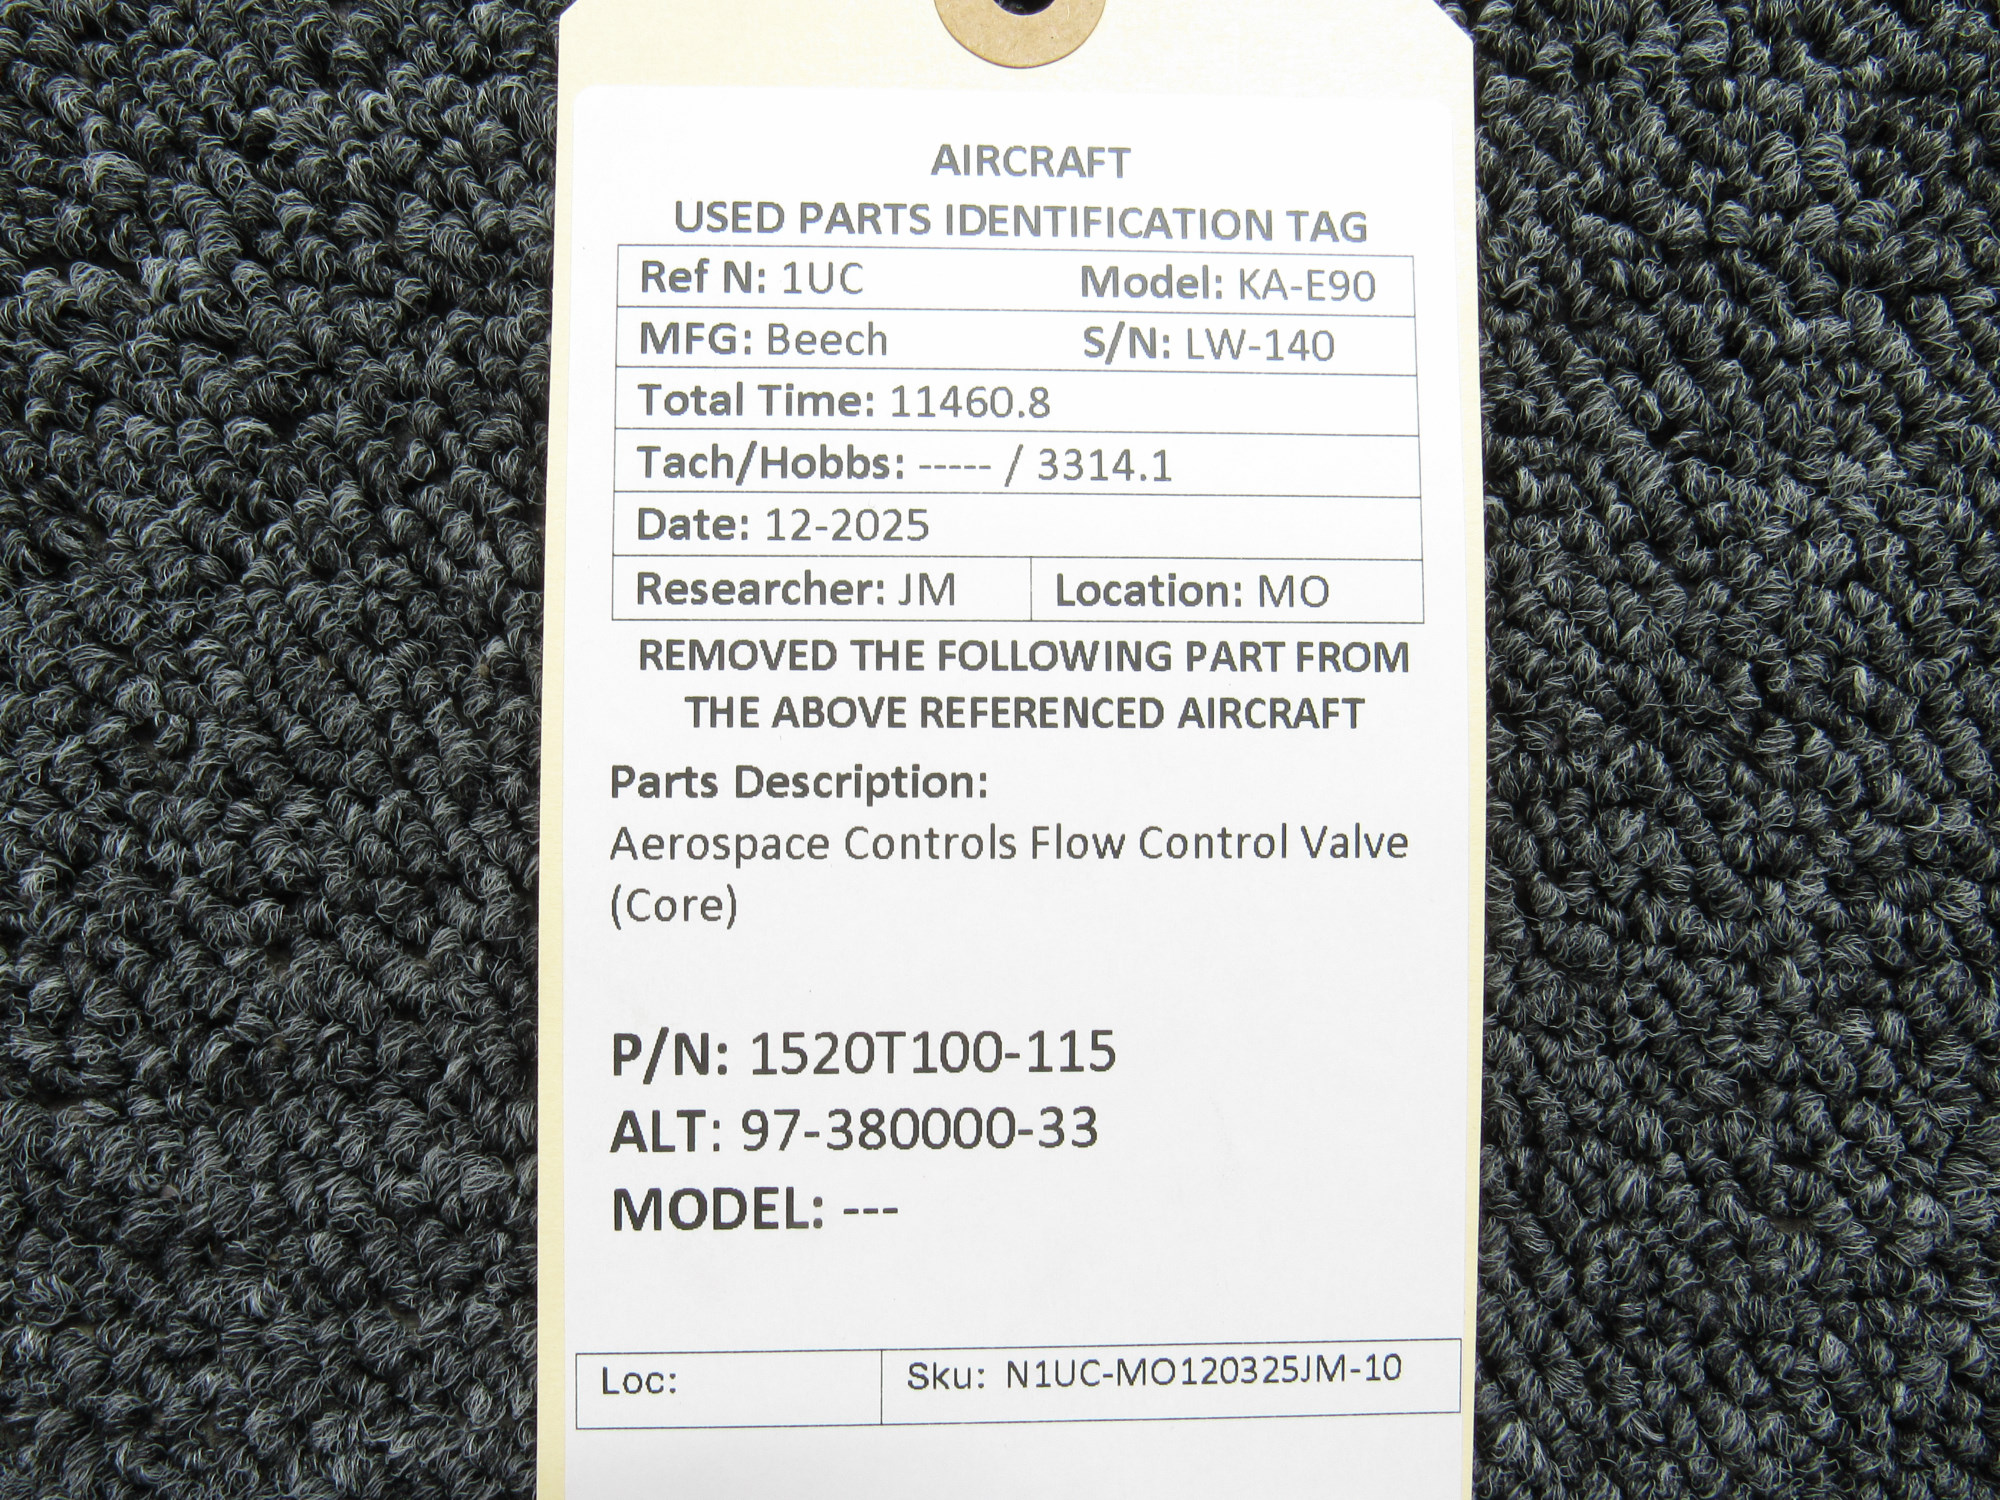 AIRCRAFT
USED PARTS IDENTIFICATION TAG
Ref N: 1UC Model: KA-E90
MFG: Beech S/N: LW-140
Total Time: 11460.8
Tach/Hobbs: ----- / 3314.1
Date: 12-2025
Researcher: JM Location: MO
REMOVED THE FOLLOWING PART FROM
THE ABOVE REFERENCED AIRCRAFT
Parts Description:
Aerospace Controls Flow Control Valve
(Core)
P/N: 1520T100-115
ALT: 97-380000-33
MODEL: ---
Loc: Sku: N1UC-MO120325JM-10